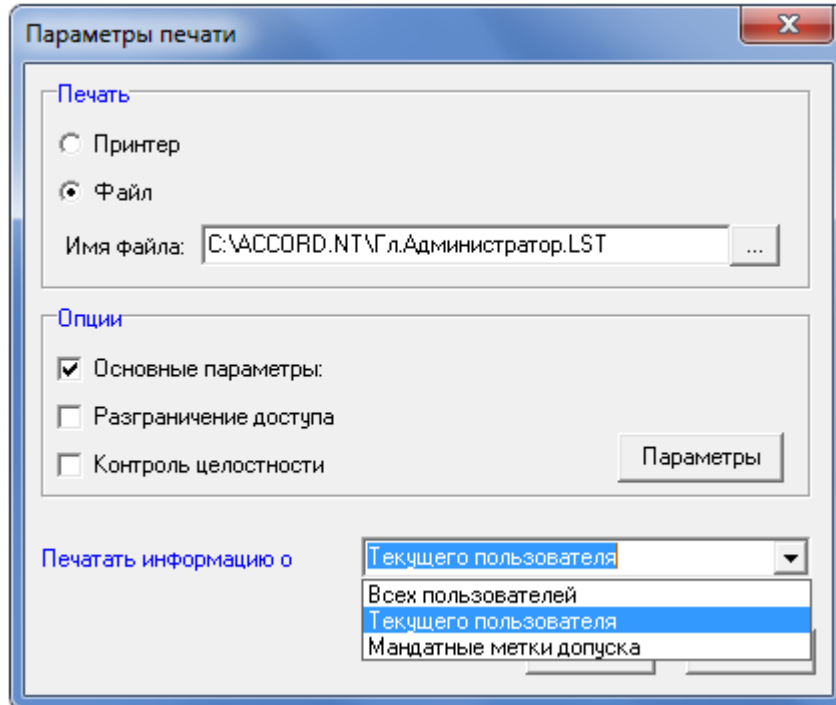 Параметры печати
Печать
Принтер
Файл
Имя файла: C:\ACCORD.NT\Гл.Администратор.LST ...
Опции
Основные параметры:
Разграничение доступа
Контроль целостности
Параметры
Печатать информацию о Текущего пользователя
Всех пользователей
Текущего пользователя
Мандатные метки допуска